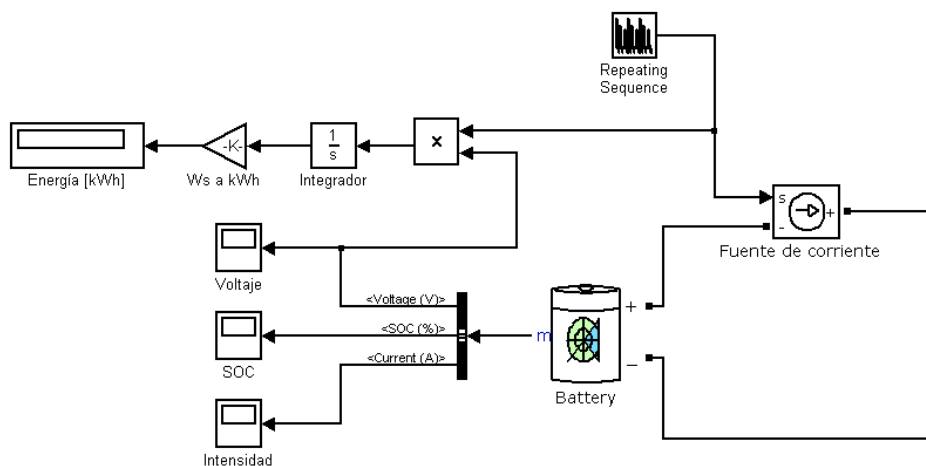 Repeating
Sequence
Energía [kWh]
-K-
Ws a kWh
1
s
Integrador
x
s
+
-
Fuente de corriente
Voltaje
<Voltage (V)>
<SOC (%)>
<Current (A)>
SOC
Intensidad
m
+
–
Battery